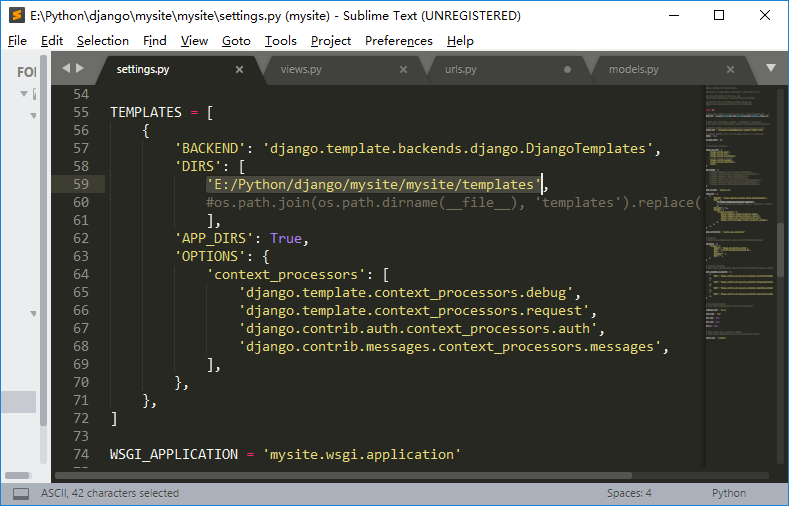 E:\Python\django\mysite\mysite\settings.py (mysite) - Sublime Text (UNREGISTERED)
File Edit Selection Find View Goto Tools Project Preferences Help
FO
settings.py × views.py × urls.py models.py ×
54
55 TEMPLATES = [
56     {
57         'BACKEND': 'django.template.backends.django.DjangoTemplates',
58         'DIRS': [
59             'E:/Python/django/mysite/mysite/templates',
60             #os.path.join(os.path.dirname(__file__), 'templates').replace(
61             ],
62         'APP_DIRS': True,
63         'OPTIONS': {
64             'context_processors': [
65                 'django.template.context_processors.debug',
66                 'django.template.context_processors.request',
67                 'django.contrib.auth.context_processors.auth',
68                 'django.contrib.messages.context_processors.messages',
69             ],
70         },
71     },
72 ]
73
74 WSGI_APPLICATION = 'mysite.wsgi.application'
ASCII, 42 characters selected Spaces: 4 Python